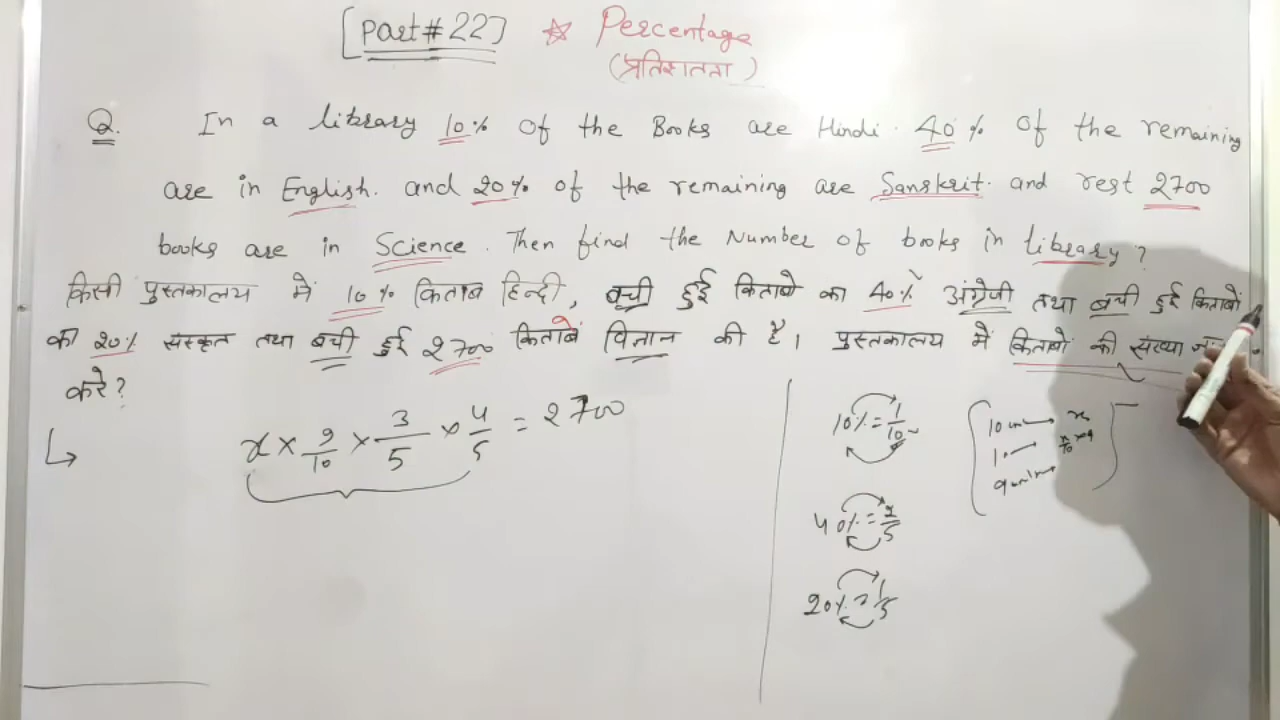 [Part# 22] ☆ Percentage
(प्रतिशतता)
Q. In a library 10% of the Books are Hindi. 40% of the remaining
are in English. and 20% of the remaining are Sanskrit. and rest 2700
books are in Science. Then find the Number of books in library?
किसी पुस्तकालय में 10% किताब हिन्दी, बची हुई किताबो का 40% अंग्रेजी तथा बची हुई किताबों
का 20% संस्कृत तथा बची हुई 2700 किताबें विज्ञान की है। पुस्तकालय में किताबों की संख्या
करे?
x × 9/10 × 3/5 × 4/5 = 2700
10% = 1/10
40% = 2/5
20% = 1/5
10 → x
1 →